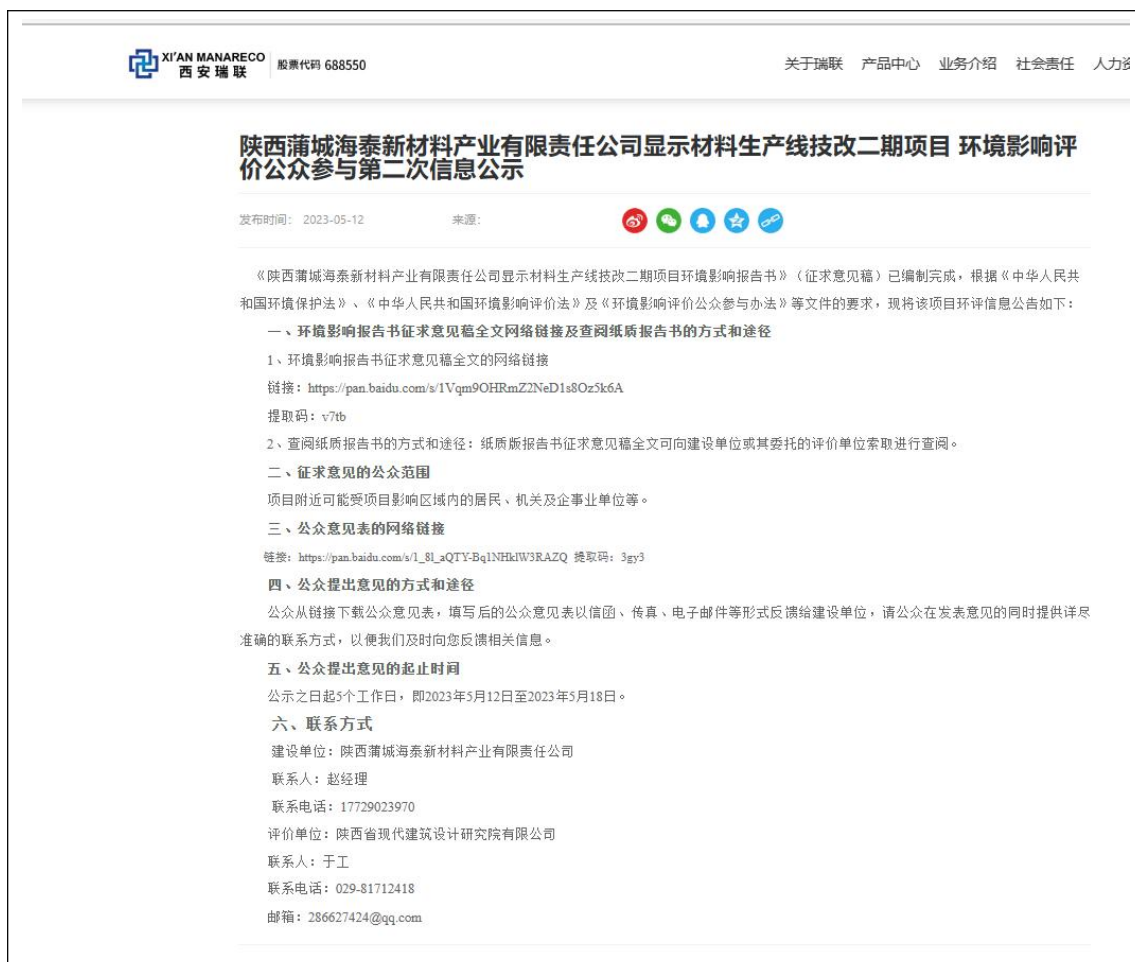 XI'AN MANARECO
西安瑞联
股票代码 688550
关于瑞联 产品中心 业务介绍 社会责任 人力
陕西蒲城海泰新材料产业有限责任公司显示材料生产线技改二期项目 环境影响评
价公众参与第二次信息公示
发布时间： 2023-05-12 来源：
《陕西蒲城海泰新材料产业有限责任公司显示材料生产线技改二期项目环境影响报告书》（征求意见稿）已编制完成，根据《中华人民共
和国环境保护法》、《中华人民共和国环境影响评价法》及《环境影响评价公众参与办法》等文件的要求，现将该项目环评信息公告如下：
一、环境影响报告书征求意见稿全文网络链接及查阅纸质报告书的方式和途径
1、环境影响报告书征求意见稿全文的网络链接
链接：https://pan.baidu.com/s/1Vqm9OHRmZ2NeD1s8Oz5k6A
提取码：v7tb
2、查阅纸质报告书的方式和途径：纸质版报告书征求意见稿全文可向建设单位或其委托的评价单位索取进行查阅。
二、征求意见的公众范围
项目附近可能受项目影响区域内的居民、机关及企事业单位等。
三、公众意见表的网络链接
链接：https://pan.baidu.com/s/1_8l_aQTY-Bq1NHklW3RAZQ 提取码：3gy3
四、公众提出意见的方式和途径
公众从链接下载公众意见表，填写后的公众意见表以信函、传真、电子邮件等形式反馈给建设单位，请公众在发表意见的同时提供详尽
准确的联系方式，以便我们及时向您反馈相关信息。
五、公众提出意见的起止时间
公示之日起5个工作日，即2023年5月12日至2023年5月18日。
六、联系方式
建设单位：陕西蒲城海泰新材料产业有限责任公司
联系人：赵经理
联系电话：17729023970
评价单位：陕西省现代建筑设计研究院有限公司
联系人：于工
联系电话：029-81712418
邮箱：286627424@qq.com